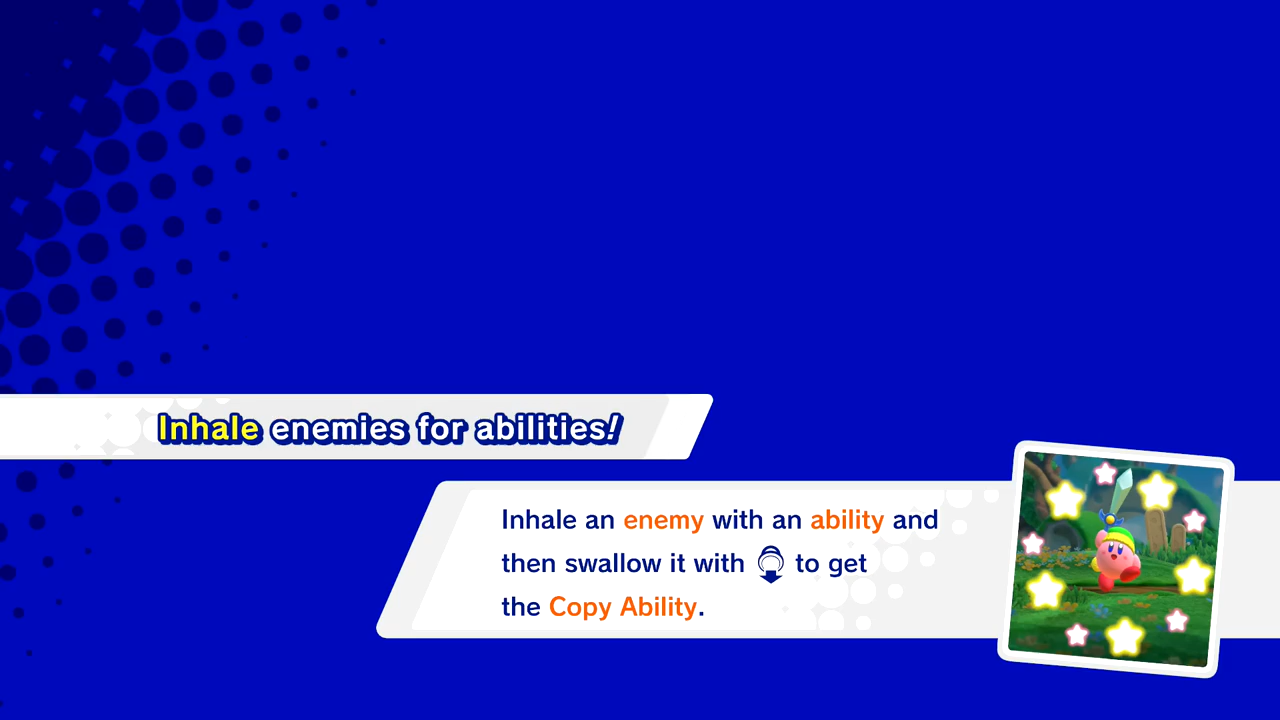 Inhale enemies for abilities!
Inhale an enemy with an ability and
then swallow it with to get
the Copy Ability.